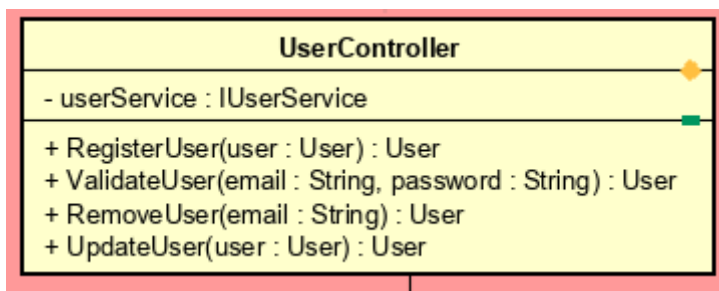 UserController
- userService : IUserService
+ RegisterUser(user : User) : User
+ ValidateUser(email : String, password : String) : User
+ RemoveUser(email : String) : User
+ UpdateUser(user : User) : User